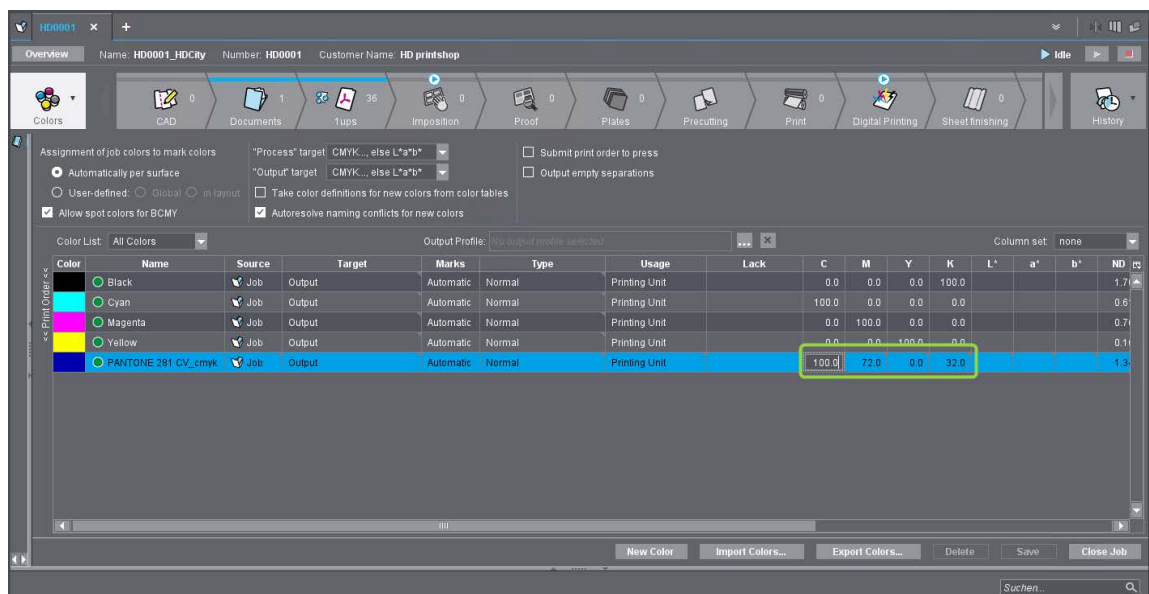 HD0001 × +
Overview Name: HD0001_HDCity Number: HD0001 Customer Name: HD printshop Idle
Colors
CAD 0
Documents 1
1ups 36
Imposition 0
Proof 0
Plates 0
Precutting
Print 0
Digital Printing
Sheet finishing 0
History
Assignment of job colors to mark colors
Automatically per surface
User-defined: Global in layout
Allow spot colors for BCMY
"Process" target CMYK..., else L*a*b*
"Output" target CMYK..., else L*a*b*
Take color definitions for new colors from color tables
Autoresolve naming conflicts for new colors
Submit print order to press
Output empty separations
Color List: All Colors Output Profile: No output profile selected ... Column set: none
<< Print Order <<
Color Name Source Target Marks Type Usage Lack C M Y K L* a* b* ND
Black Job Output Automatic Normal Printing Unit 0.0 0.0 0.0 100.0
Cyan Job Output Automatic Normal Printing Unit 100.0 0.0 0.0 0.0
Magenta Job Output Automatic Normal Printing Unit 0.0 100.0 0.0 0.0
Yellow Job Output Automatic Normal Printing Unit 0.0 0.0 100.0 0.0
PANTONE 281 CV_cmyk Job Output Automatic Normal Printing Unit 100.0 72.0 0.0 32.0
New Color Import Colors... Export Colors... Delete Save Close Job
Suchen...